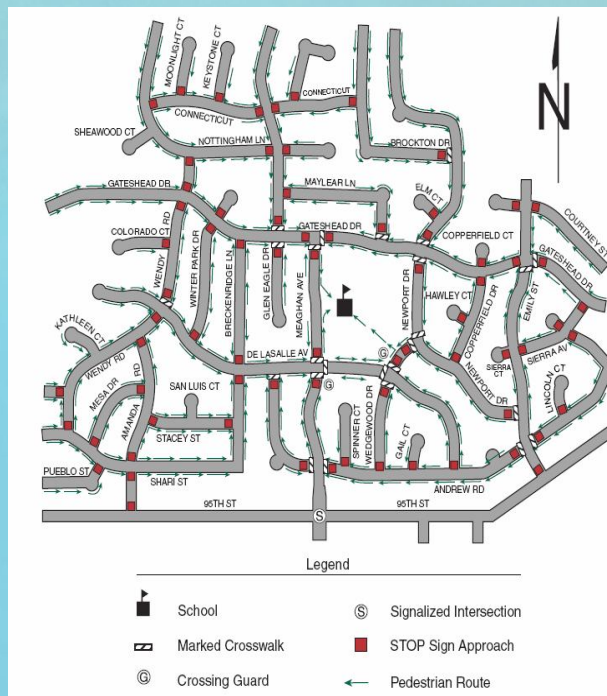 MOONLIGHT CT
KEYSTONE CT
CONNECTICUT
CONNECTICUT
SHEAWOOD CT
NOTTINGHAM LN
BROCKTON DR
N
GATESHEAD DR
MAYLEAR LN
ELM CT
COURTNEY ST
COLORADO CT
WENDY RD
WINTER PARK DR
BRECKENRIDGE LN
GLEN EAGLE DR
GATESHEAD DR
MEAGHAN AVE
COPPERFIELD CT
GATESHEAD DR
NEWPORT DR
HAWLEY CT
COPPERFIELD DR
EMILY ST
KATHLEEN CT
WENDY RD
DE LASALLE AV
G
G
NEWPORT DR
SIERRA CT
SIERRA AV
LINCOLN CT
MESA DR
AMANDA RD
SAN LUIS CT
STACEY ST
SPINNER CT
WEDGEWOOD DR
GAIL CT
PUEBLO ST
SHARI ST
ANDREW RD
95TH ST
95TH ST
S
Legend
School
S Signalized Intersection
Marked Crosswalk
STOP Sign Approach
G Crossing Guard
Pedestrian Route